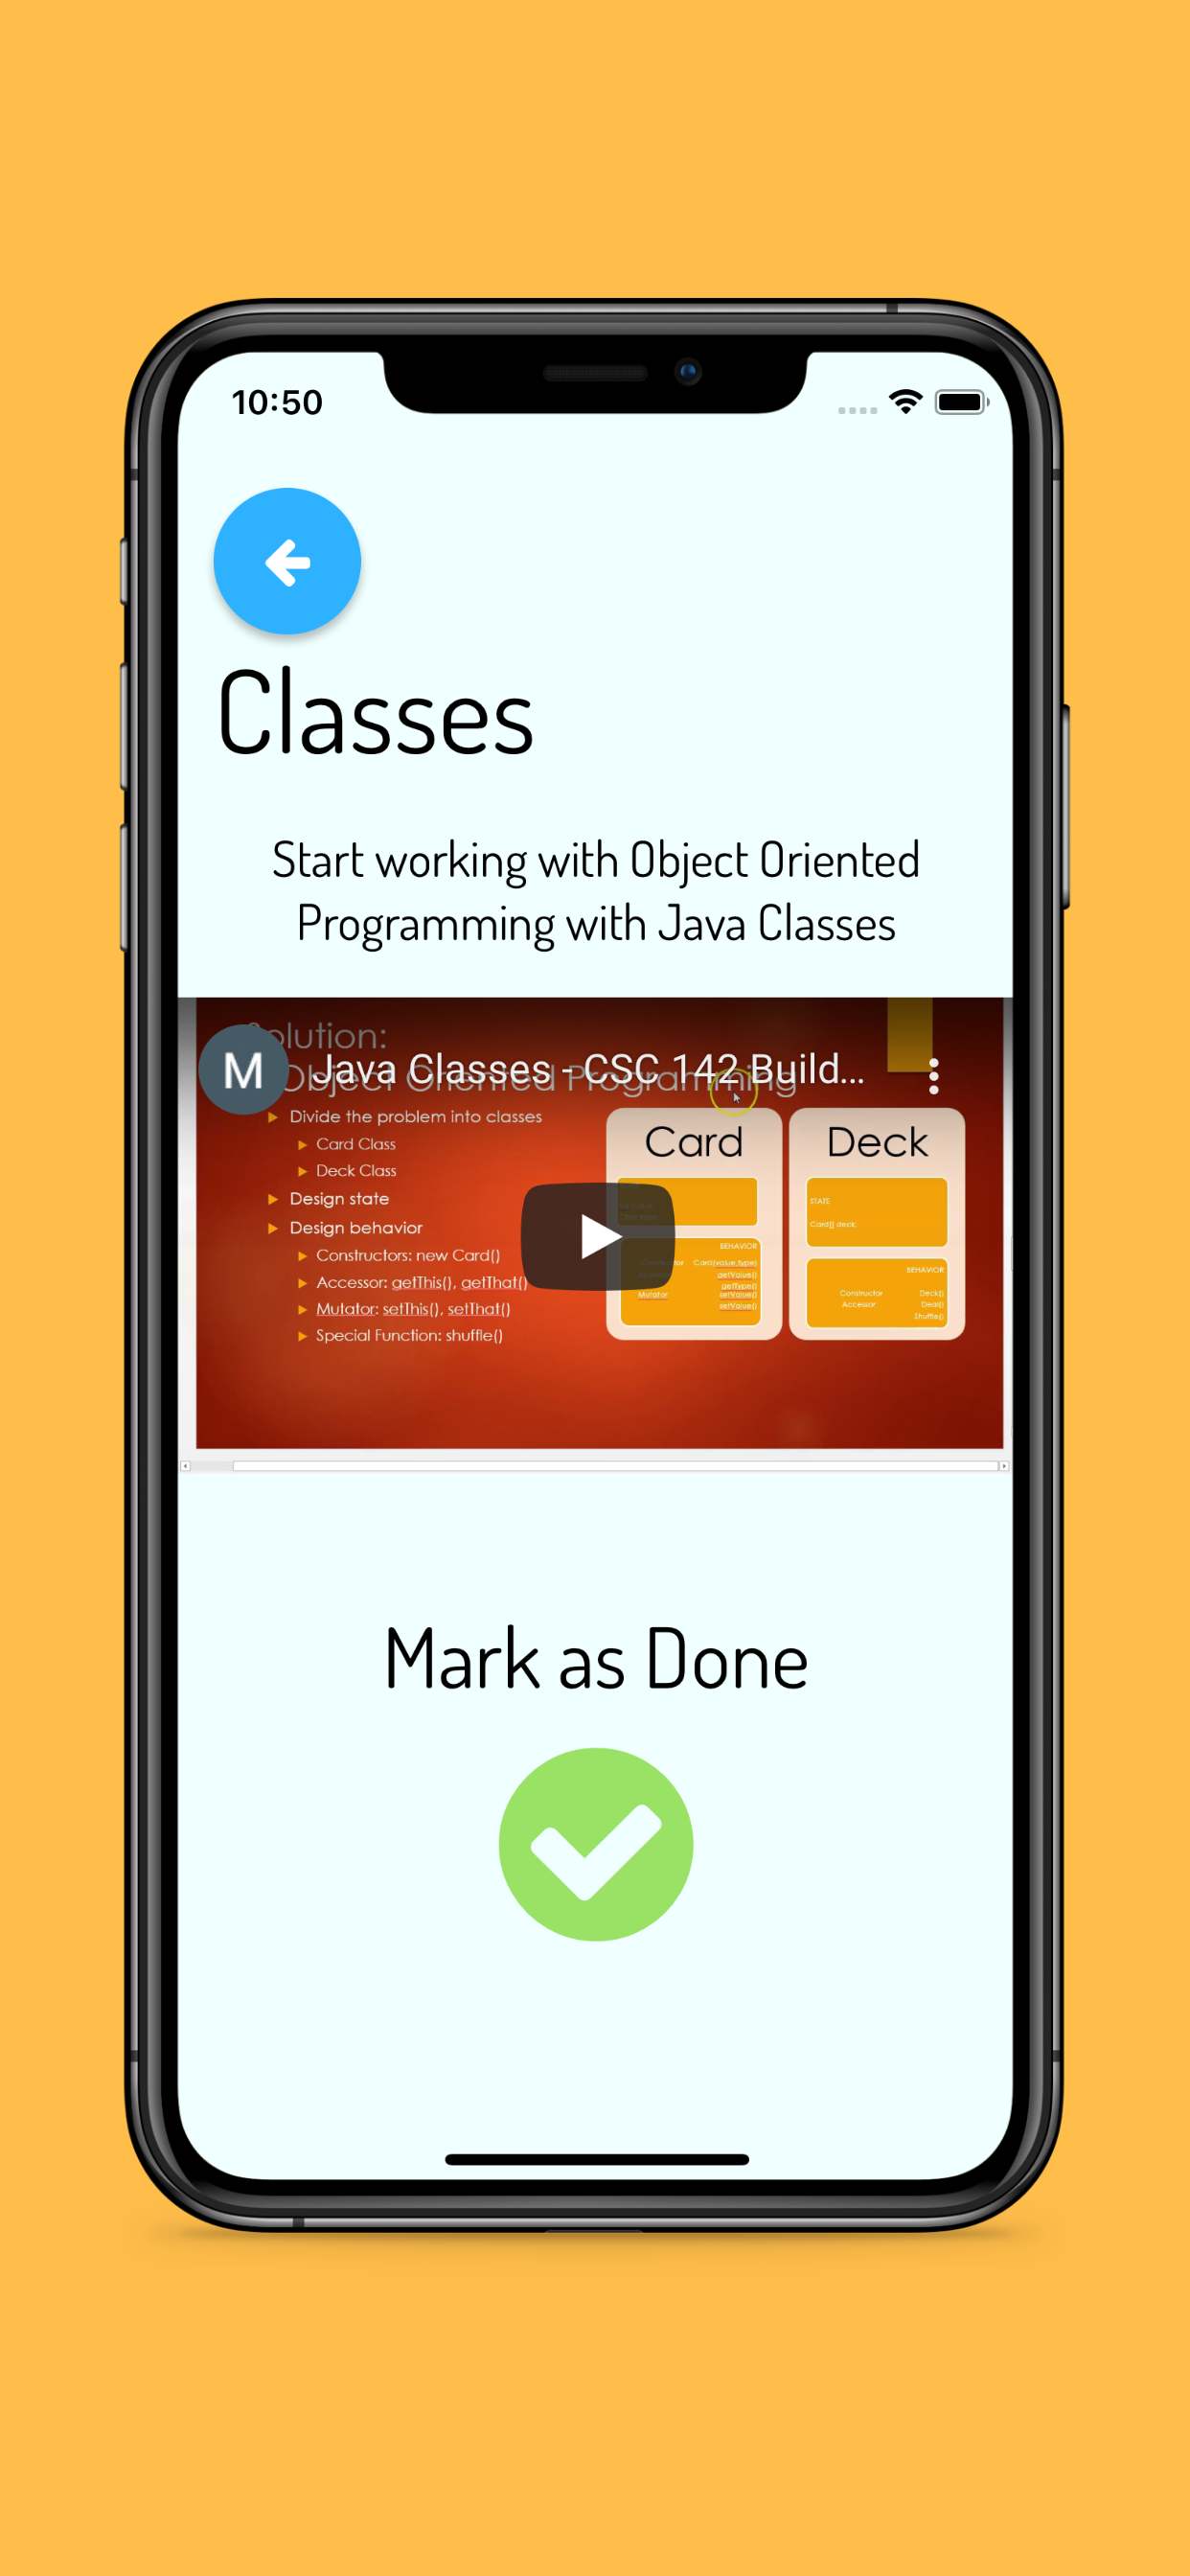 10:50
Classes
Start working with Object Oriented
Programming with Java Classes
Solution:
Object Oriented Programming
M
Java Classes - CSC 142 Build...
Divide the problem into classes
Card Class
Deck Class
Design state
Design behavior
Constructors: new Card()
Accessor: getThis(), getThat()
Mutator: setThis(), setThat()
Special Function: shuffle()
Card
BEHAVIOR
Card(value,type)
getValue()
getType()
Mutator setValue()
setValue()
Deck
STATE
Card[] deck;
BEHAVIOR
Constructor Deck()
Accessor Deal()
Shuffle()
Mark as Done